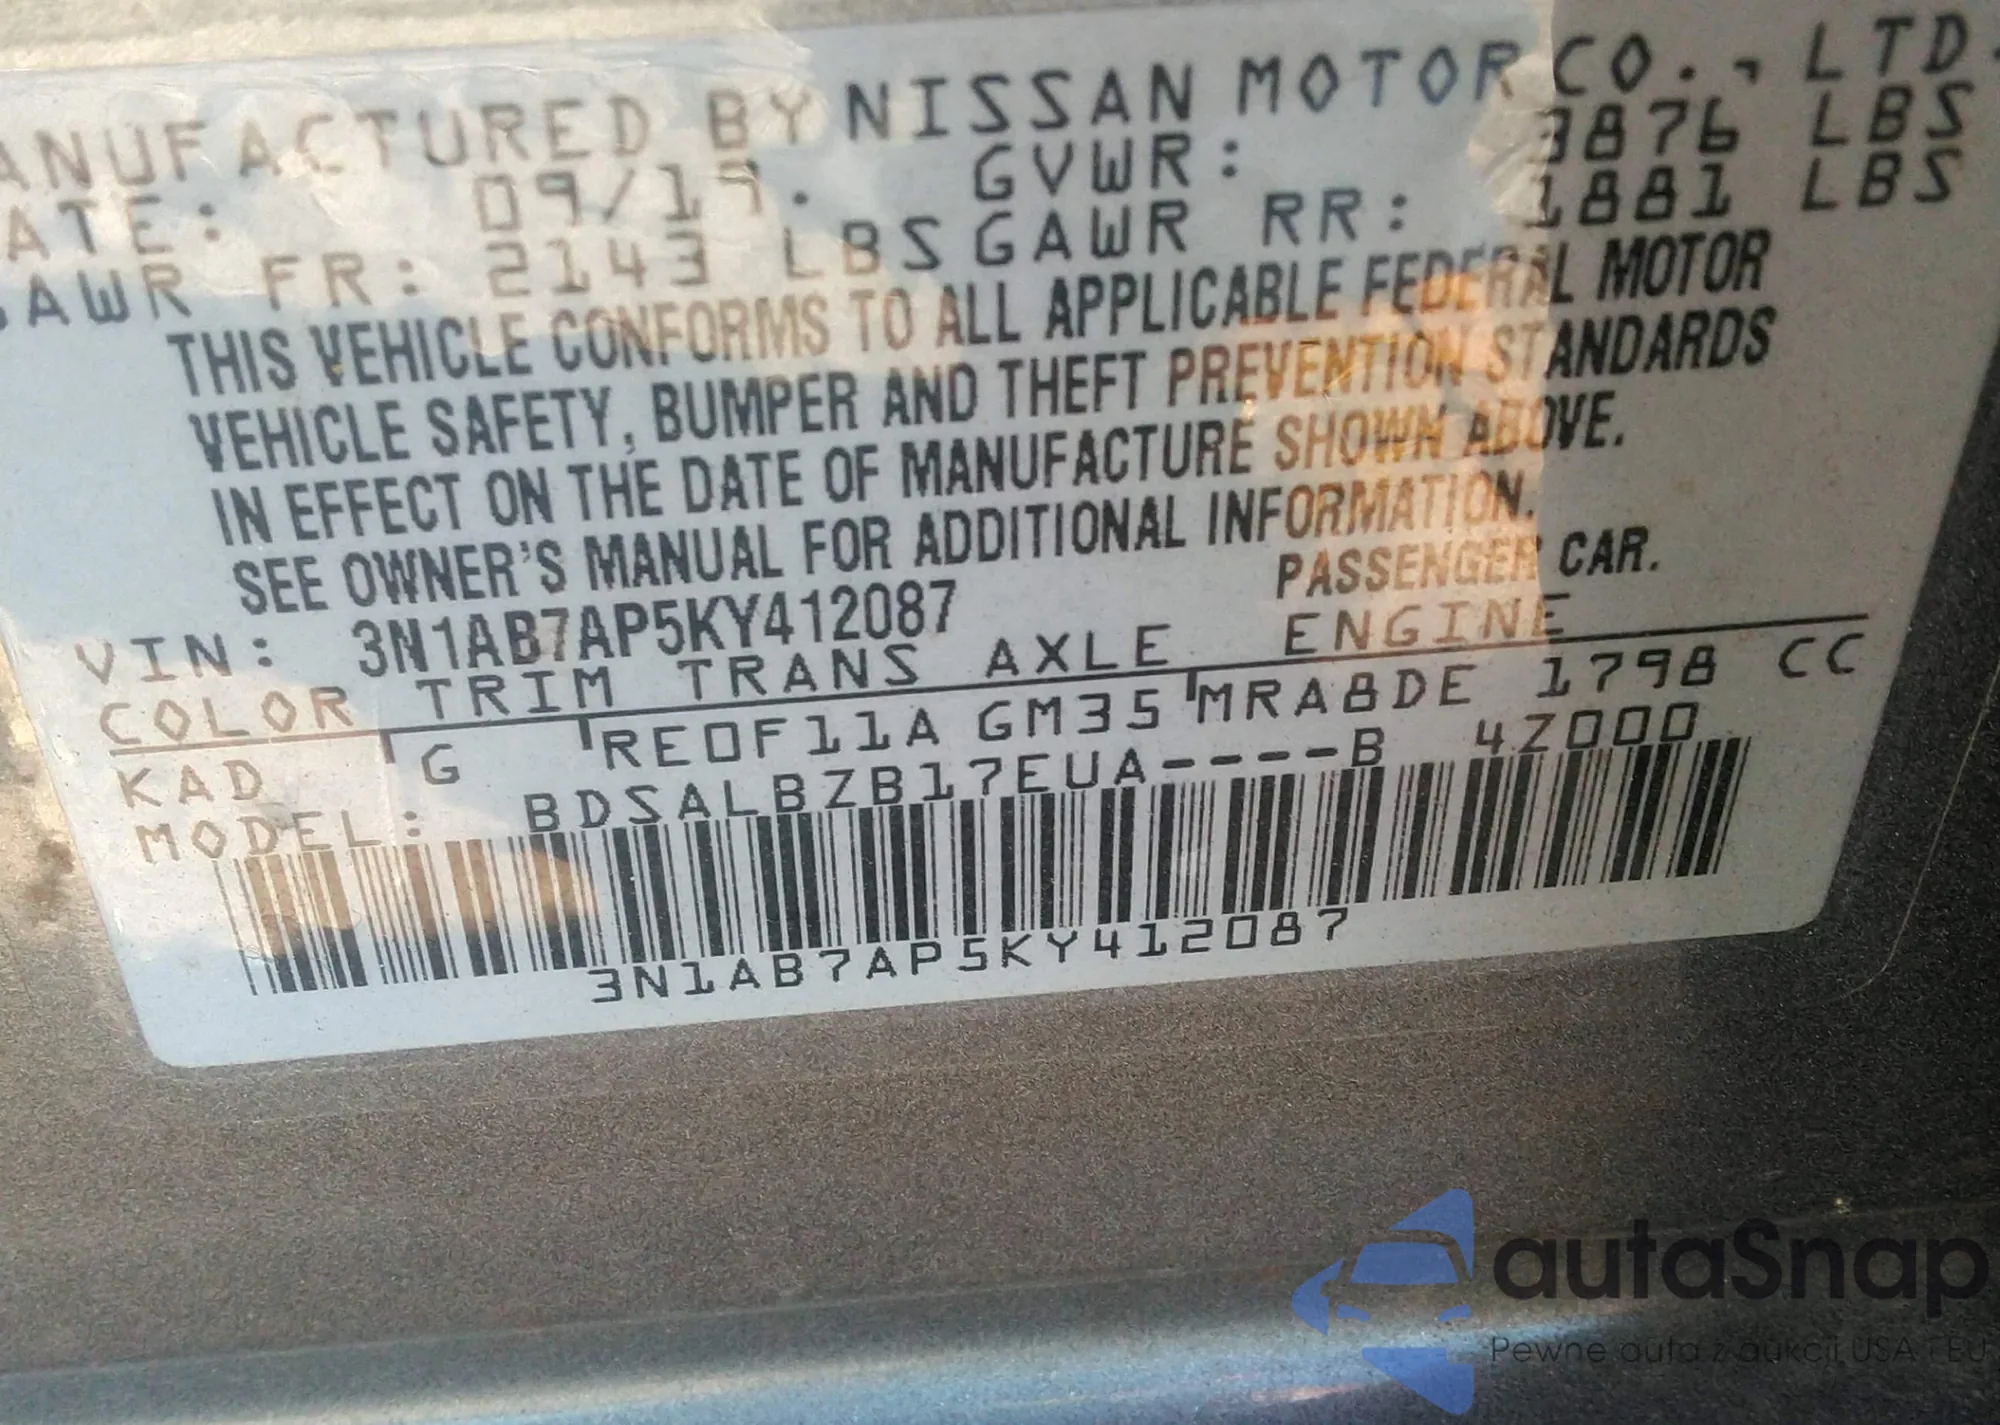 ANUFACTURED BY NISSAN MOTOR CO., LTD.
ATE: 09/19. GVWR: 3876 LBS
GAWR FR: 2143 LBS GAWR RR: 1881 LBS
THIS VEHICLE CONFORMS TO ALL APPLICABLE FEDERAL MOTOR
VEHICLE SAFETY, BUMPER AND THEFT PREVENTION STANDARDS
IN EFFECT ON THE DATE OF MANUFACTURE SHOWN ABOVE.
SEE OWNER'S MANUAL FOR ADDITIONAL INFORMATION.
VIN: 3N1AB7AP5KY412087 PASSENGER CAR.
COLOR TRIM TRANS AXLE ENGINE
KAD G RE0F11A GM35 MRA8DE 1798 CC
MODEL: BDSALBZB17EUA----B 4Z000
3N1AB7AP5KY412087
autaSnap
Pewne auta z aukcji USA i EU